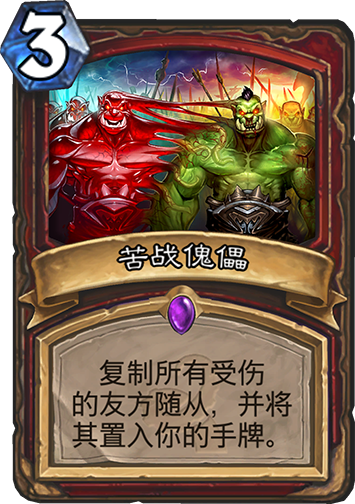 3
苦战傀儡
复制所有受伤
的友方随从，并将
其置入你的手牌。